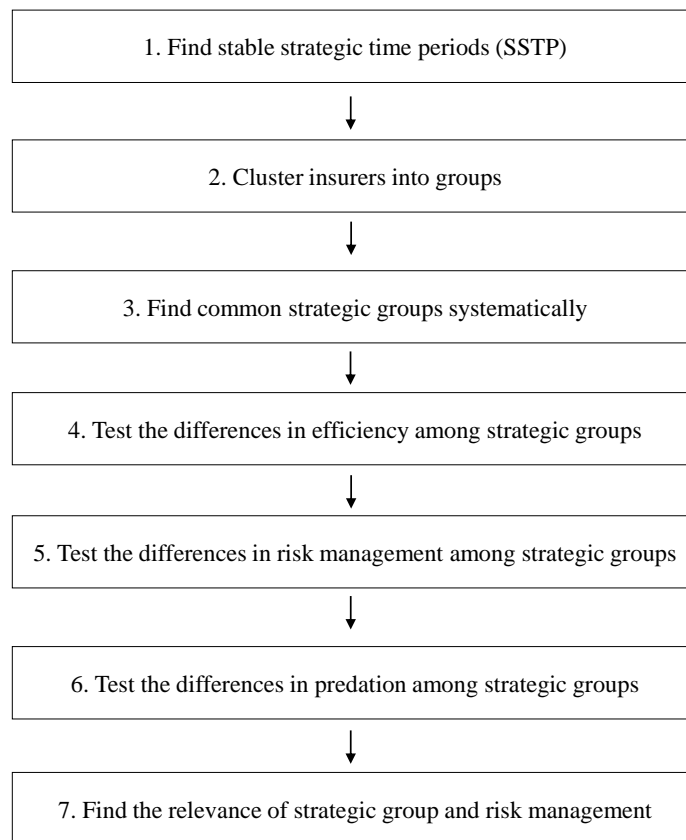 1. Find stable strategic time periods (SSTP)
2. Cluster insurers into groups
3. Find common strategic groups systematically
4. Test the differences in efficiency among strategic groups
5. Test the differences in risk management among strategic groups
6. Test the differences in predation among strategic groups
7. Find the relevance of strategic group and risk management